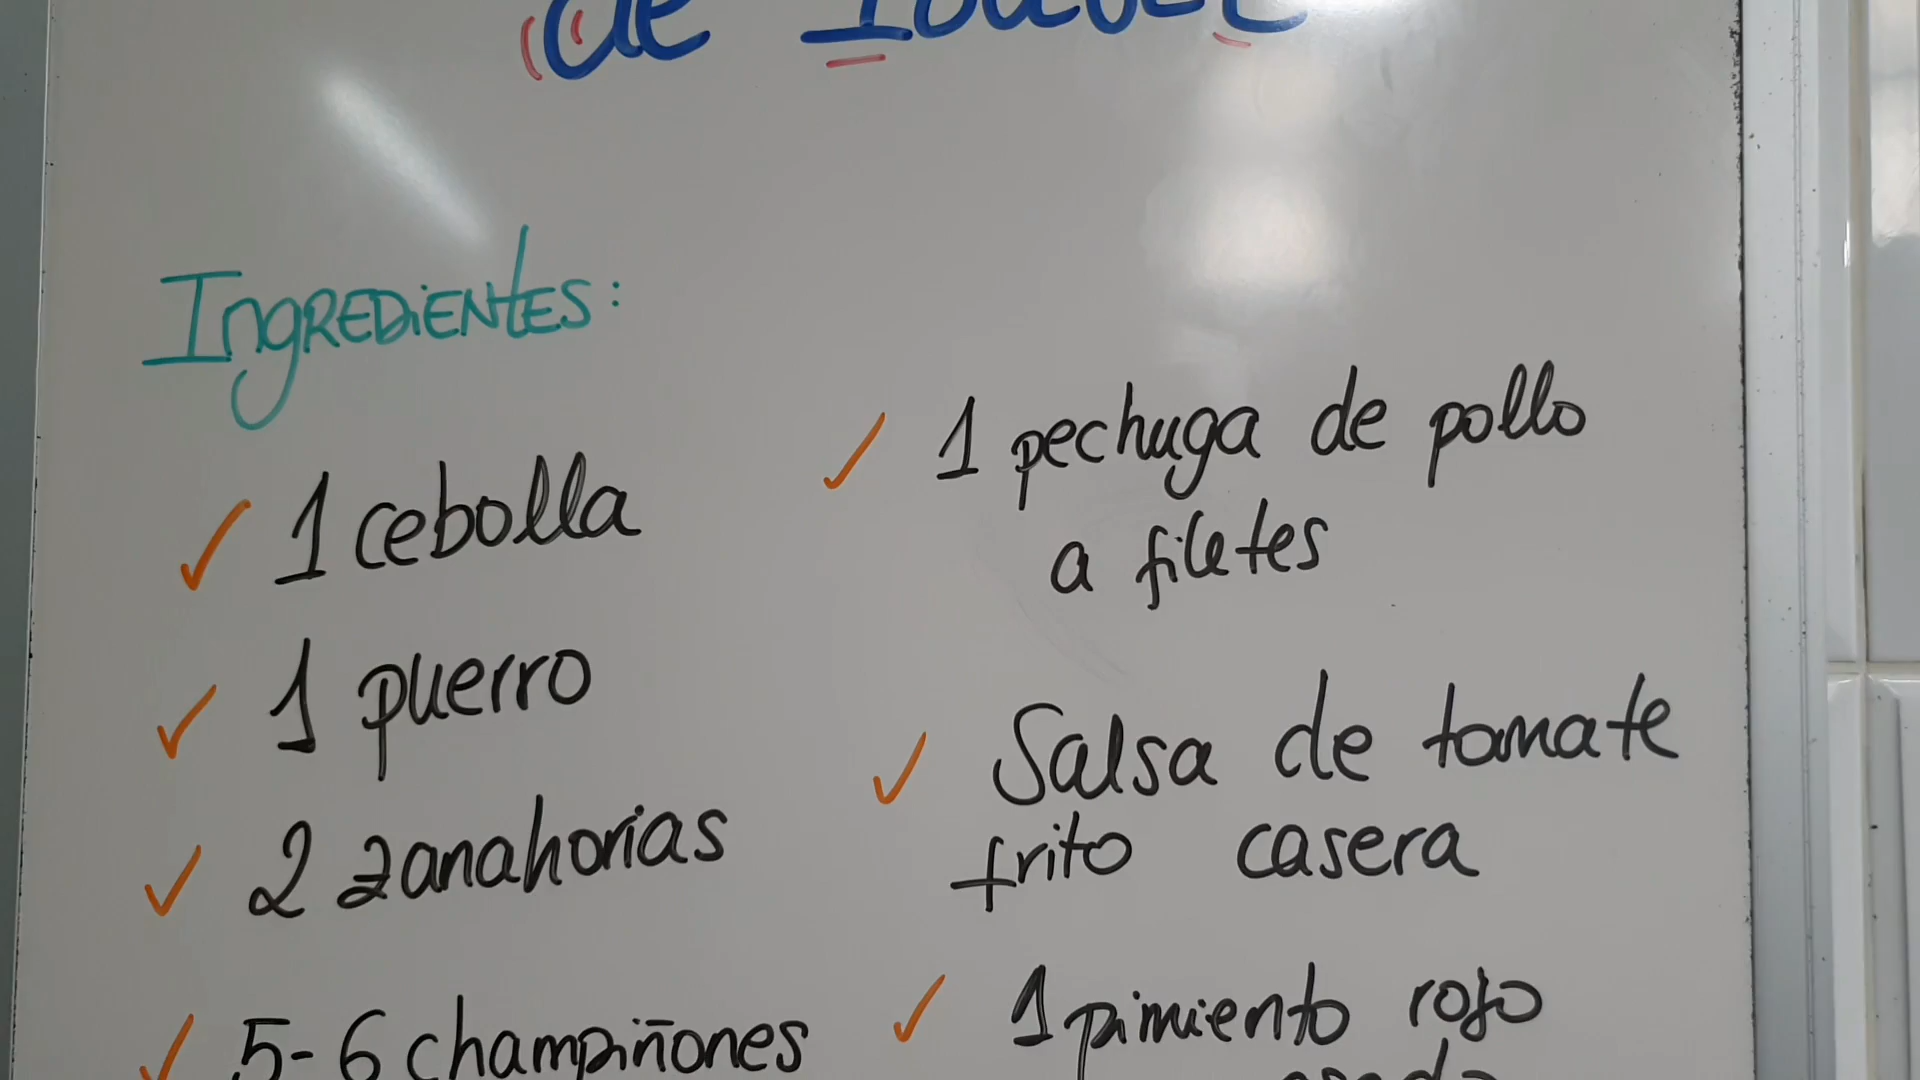 de
Ingredientes:
1 cebolla
1 puerro
2 zanahorias
5-6 champiñones
1 pechuga de pollo
a filetes
Salsa de tomate
frito casera
1 pimiento rojo